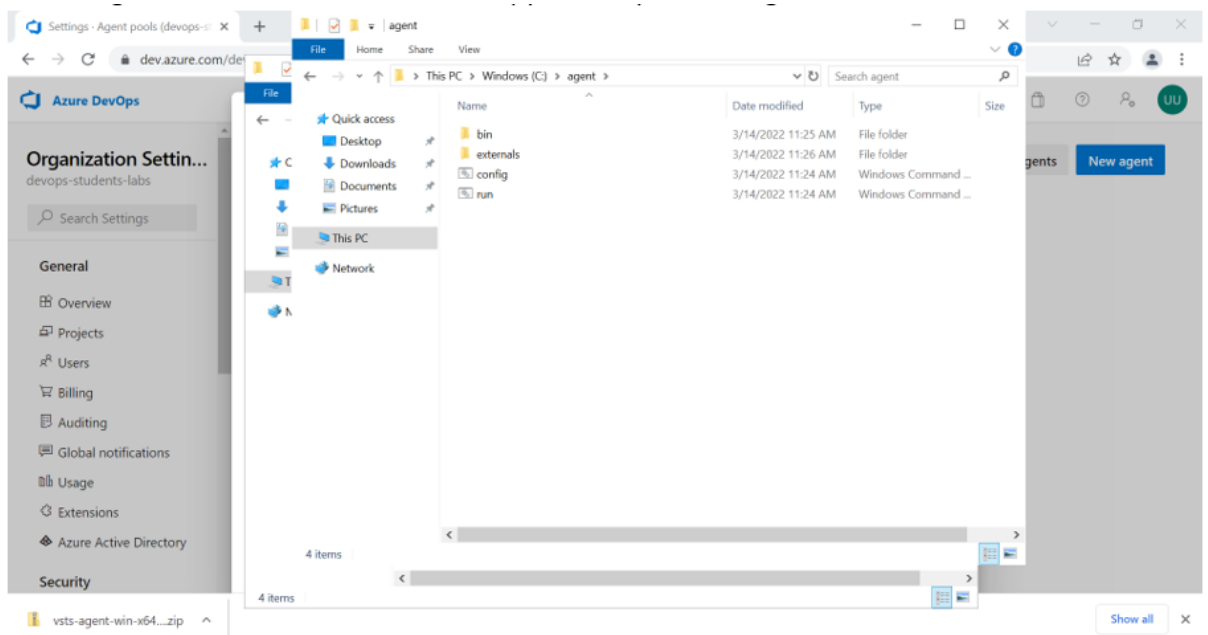 Settings - Agent pools (devops-s
agent
File Home Share View
dev.azure.com/de
This PC > Windows (C:) > agent >
Search agent
Azure DevOps
File
Name Date modified Type Size
UU
Quick access
Desktop
Downloads
Documents
Pictures
This PC
Network
bin 3/14/2022 11:25 AM File folder
externals 3/14/2022 11:26 AM File folder
config 3/14/2022 11:24 AM Windows Command ...
run 3/14/2022 11:24 AM Windows Command ...
Organization Settin...
devops-students-labs
gents New agent
Search Settings
General
Overview
Projects
Users
Billing
Auditing
Global notifications
Usage
Extensions
Azure Active Directory
Security
4 items
4 items
vsts-agent-win-x64....zip
Show all